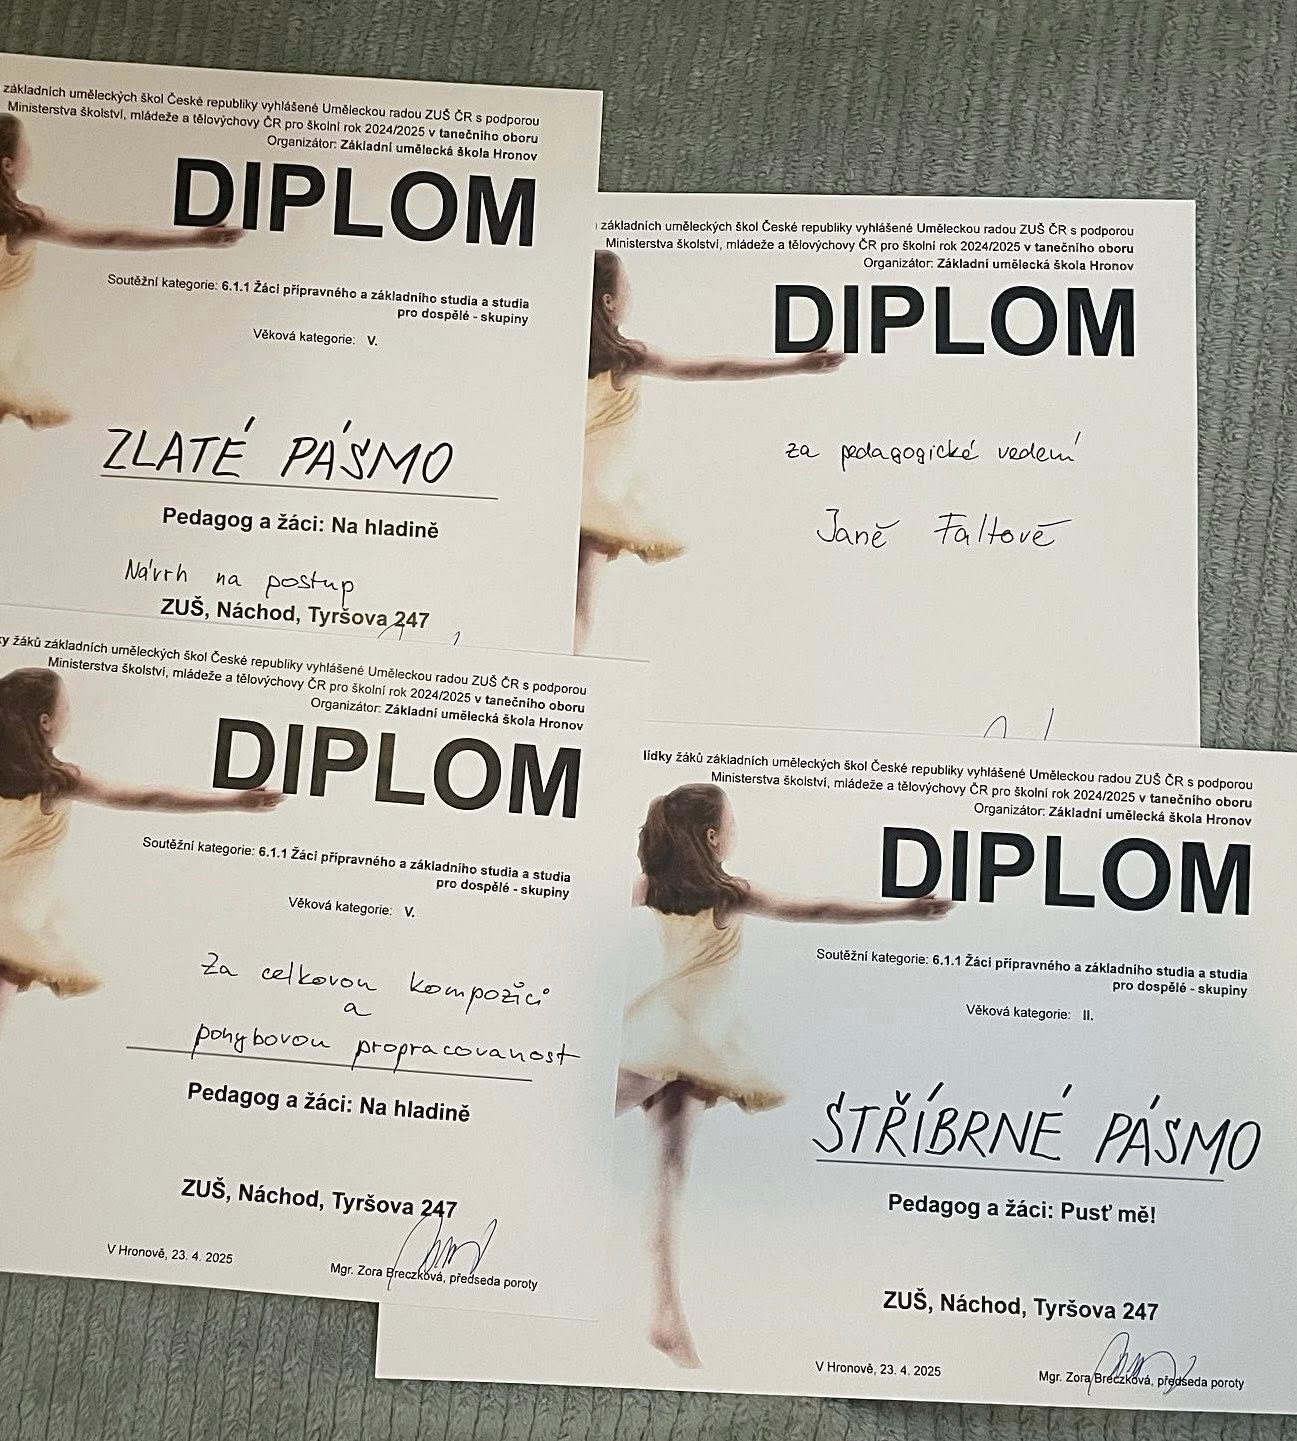 základních uměleckých škol České republiky vyhlášené Uměleckou radou ZUŠ ČR s podporou
Ministerstva školství, mládeže a tělovýchovy ČR pro školní rok 2024/2025 v tanečního oboru
Organizátor: Základní umělecká škola Hronov
DIPLOM
Soutěžní kategorie: 6.1.1 Žáci přípravného a základního studia a studia
pro dospělé - skupiny
Věková kategorie: V.
ZLATÉ PÁSMO
Pedagog a žáci: Na hladině
Návrh na postup
ZUŠ, Náchod, Tyršova 247
základních uměleckých škol České republiky vyhlášené Uměleckou radou ZUŠ ČR s podporou
Ministerstva školství, mládeže a tělovýchovy ČR pro školní rok 2024/2025 v tanečního oboru
Organizátor: Základní umělecká škola Hronov
DIPLOM
za pedagogické vedení
Janě Faltově
ky žáků základních uměleckých škol České republiky vyhlášené Uměleckou radou ZUŠ ČR s podporou
Ministerstva školství, mládeže a tělovýchovy ČR pro školní rok 2024/2025 v tanečního oboru
Organizátor: Základní umělecká škola Hronov
DIPLOM
Soutěžní kategorie: 6.1.1 Žáci přípravného a základního studia a studia
pro dospělé - skupiny
Věková kategorie: V.
Za celkovou kompozici
a
pohybovou propracovanost
Pedagog a žáci: Na hladině
ZUŠ, Náchod, Tyršova 247
V Hronově, 23. 4. 2025
Mgr. Zora Breczková, předseda poroty
lídky žáků základních uměleckých škol České republiky vyhlášené Uměleckou radou ZUŠ ČR s podporou
Ministerstva školství, mládeže a tělovýchovy ČR pro školní rok 2024/2025 v tanečního oboru
Organizátor: Základní umělecká škola Hronov
DIPLOM
Soutěžní kategorie: 6.1.1 Žáci přípravného a základního studia a studia
pro dospělé - skupiny
Věková kategorie: II.
STŘÍBRNÉ PÁSMO
Pedagog a žáci: Pusť mě!
ZUŠ, Náchod, Tyršova 247
V Hronově, 23. 4. 2025
Mgr. Zora Breczková, předseda poroty